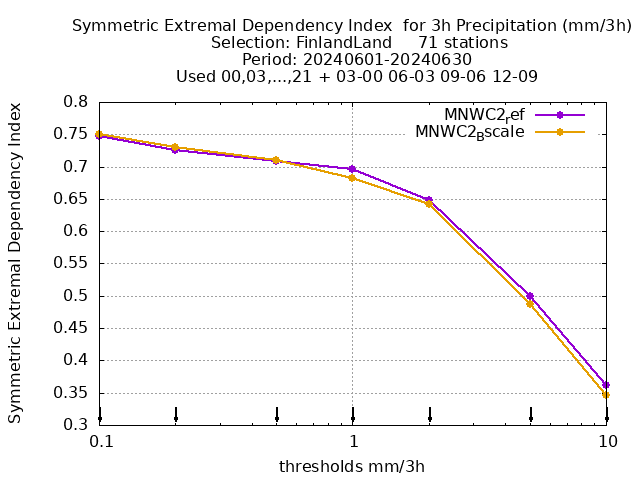 Symmetric Extremal Dependency Index  for 3h Precipitation (mm/3h)
Selection: FinlandLand     71 stations
Period: 20240601-20240630
Used 00,03,...,21 + 03-00 06-03 09-06 12-09
MNWC2ref
MNWC2Bscale
Symmetric Extremal Dependency Index
0.8
0.75
0.7
0.65
0.6
0.55
0.5
0.45
0.4
0.35
0.3
0.1
1
10
thresholds mm/3h